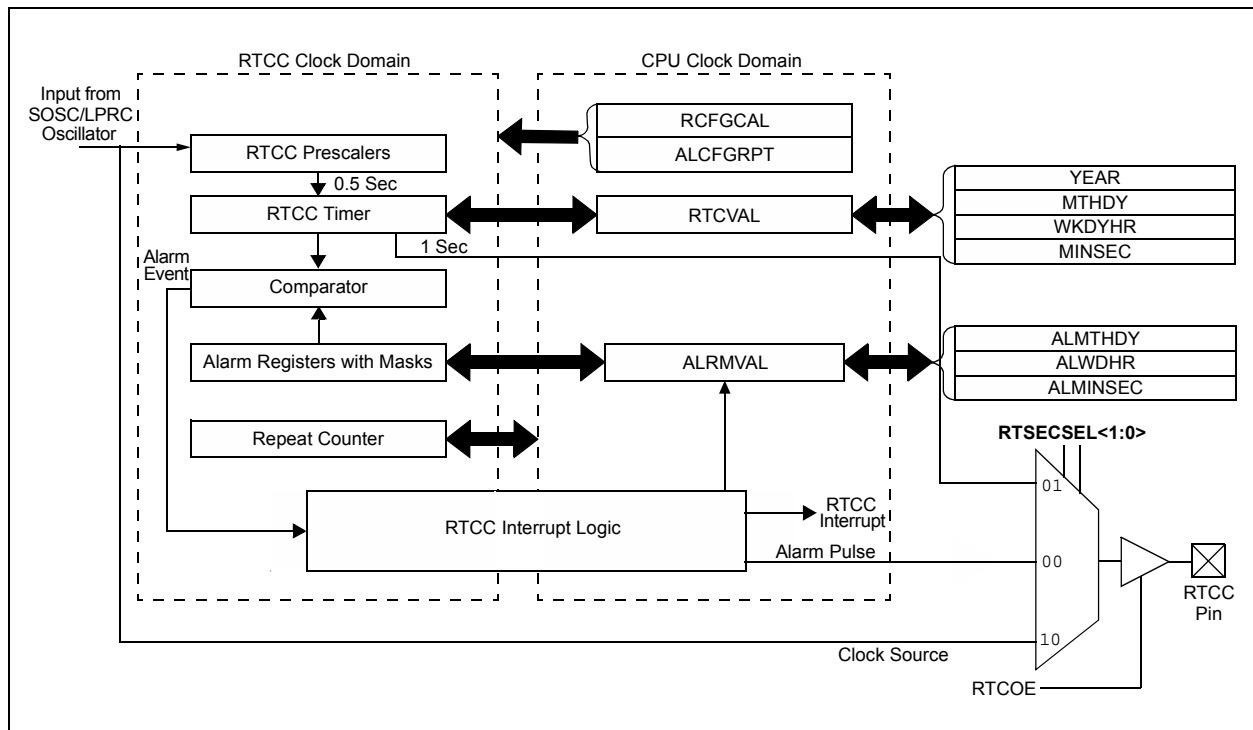 RTCC Clock Domain
CPU Clock Domain
Input from
SOSC/LPRC
Oscillator
RCFGCAL
ALCFGRPT
RTCC Prescalers
0.5 Sec
YEAR
MTHDY
WKDYHR
MINSEC
RTCC Timer
RTCVAL
1 Sec
Alarm
Event
Comparator
Alarm Registers with Masks
ALRMVAL
ALMTHDY
ALWDHR
ALMINSEC
Repeat Counter
RTSECSEL<1:0>
01
RTCC Interrupt Logic
RTCC
Interrupt
Alarm Pulse
00
RTCC
Pin
10
Clock Source
RTCOE